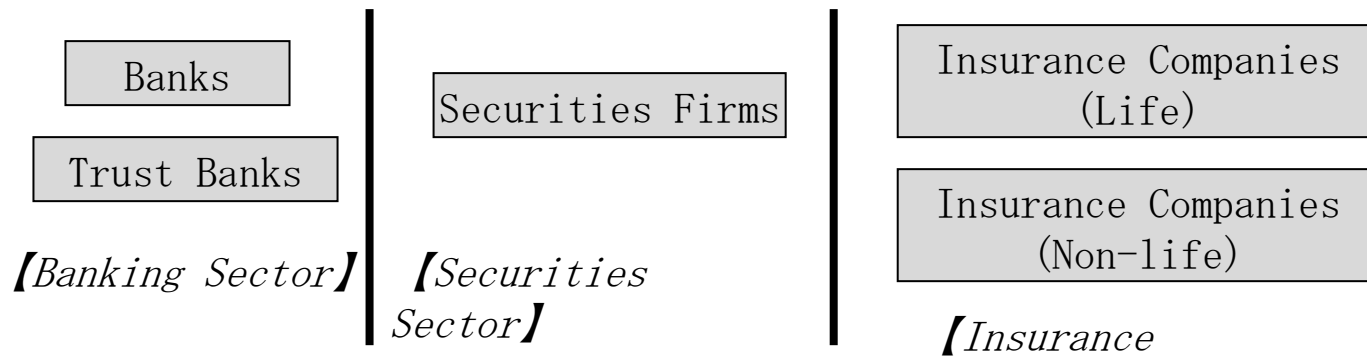 Banks
Trust Banks
【Banking Sector】
Securities Firms
【Securities
Sector】
Insurance Companies
(Life)
Insurance Companies
(Non-life)
【Insurance